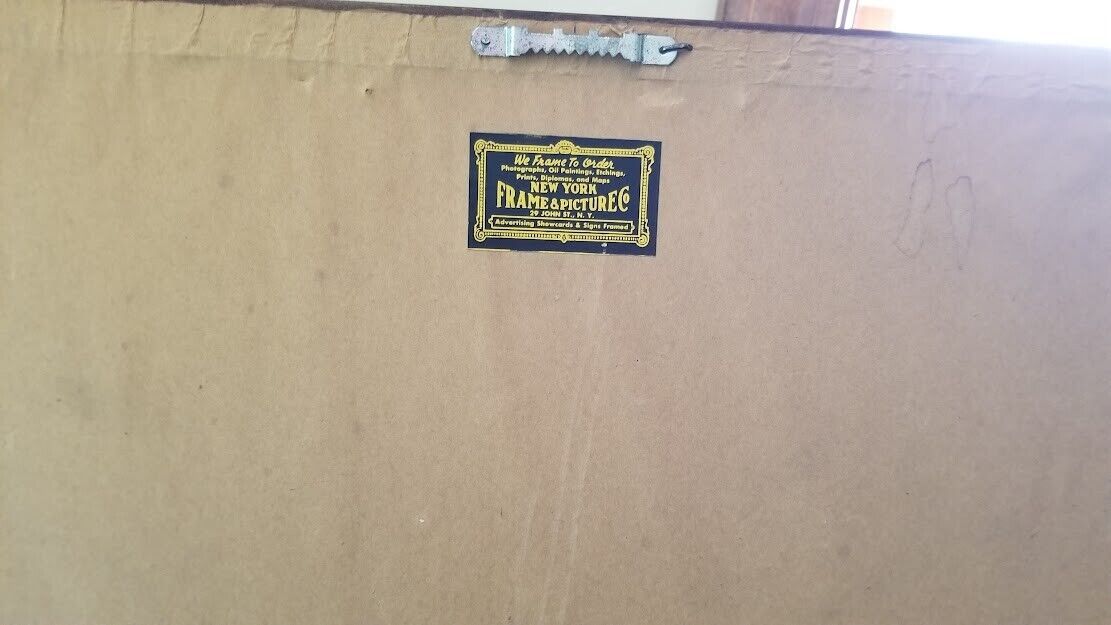 We Frame To Order
Photographs, Oil Paintings, Etchings,
Prints, Diplomas, and Maps
NEW YORK
FRAME & PICTURE Co
29 JOHN ST., N. Y.
Advertising Showcards & Signs Framed